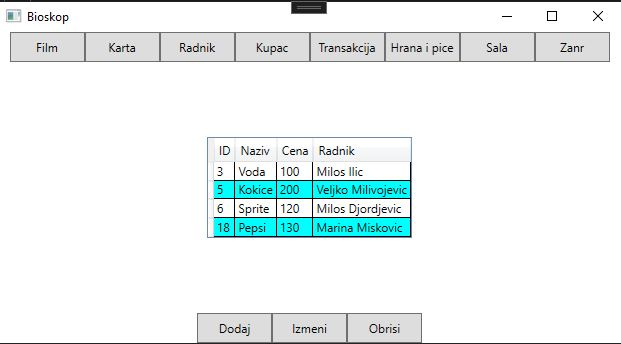 Bioskop
Film Karta Radnik Kupac Transakcija Hrana i pice Sala Zanr
ID Naziv Cena Radnik
3 Voda 100 Milos Ilic
5 Kokice 200 Veljko Milivojevic
6 Sprite 120 Milos Djordjevic
18 Pepsi 130 Marina Miskovic
Dodaj Izmeni Obrisi